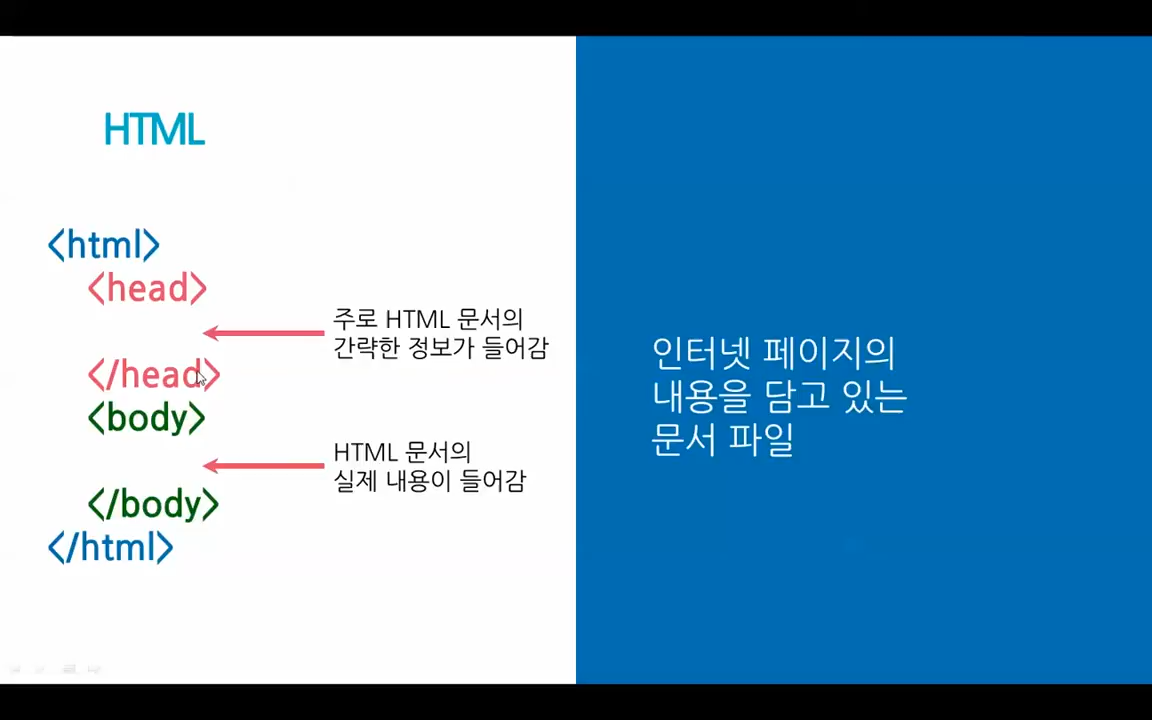 HTML
<html>
<head>
주로 HTML 문서의
간략한 정보가 들어감
</head>
<body>
HTML 문서의
실제 내용이 들어감
</body>
</html>
인터넷 페이지의
내용을 담고 있는
문서 파일